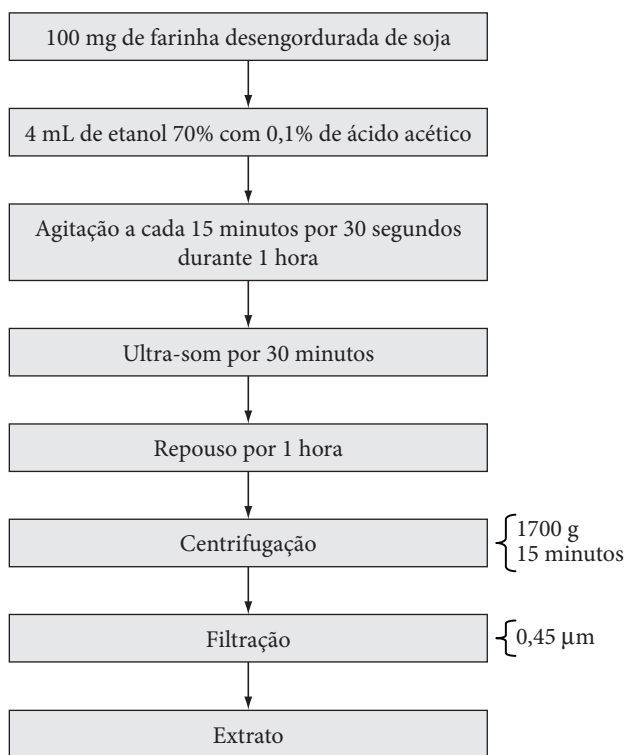 100 mg de farinha desengordurada de soja
4 mL de etanol 70% com 0,1% de ácido acético
Agitação a cada 15 minutos por 30 segundos
durante 1 hora
Ultra-som por 30 minutos
Repouso por 1 hora
Centrifugação
1700 g
15 minutos
Filtração
0,45 µm
Extrato